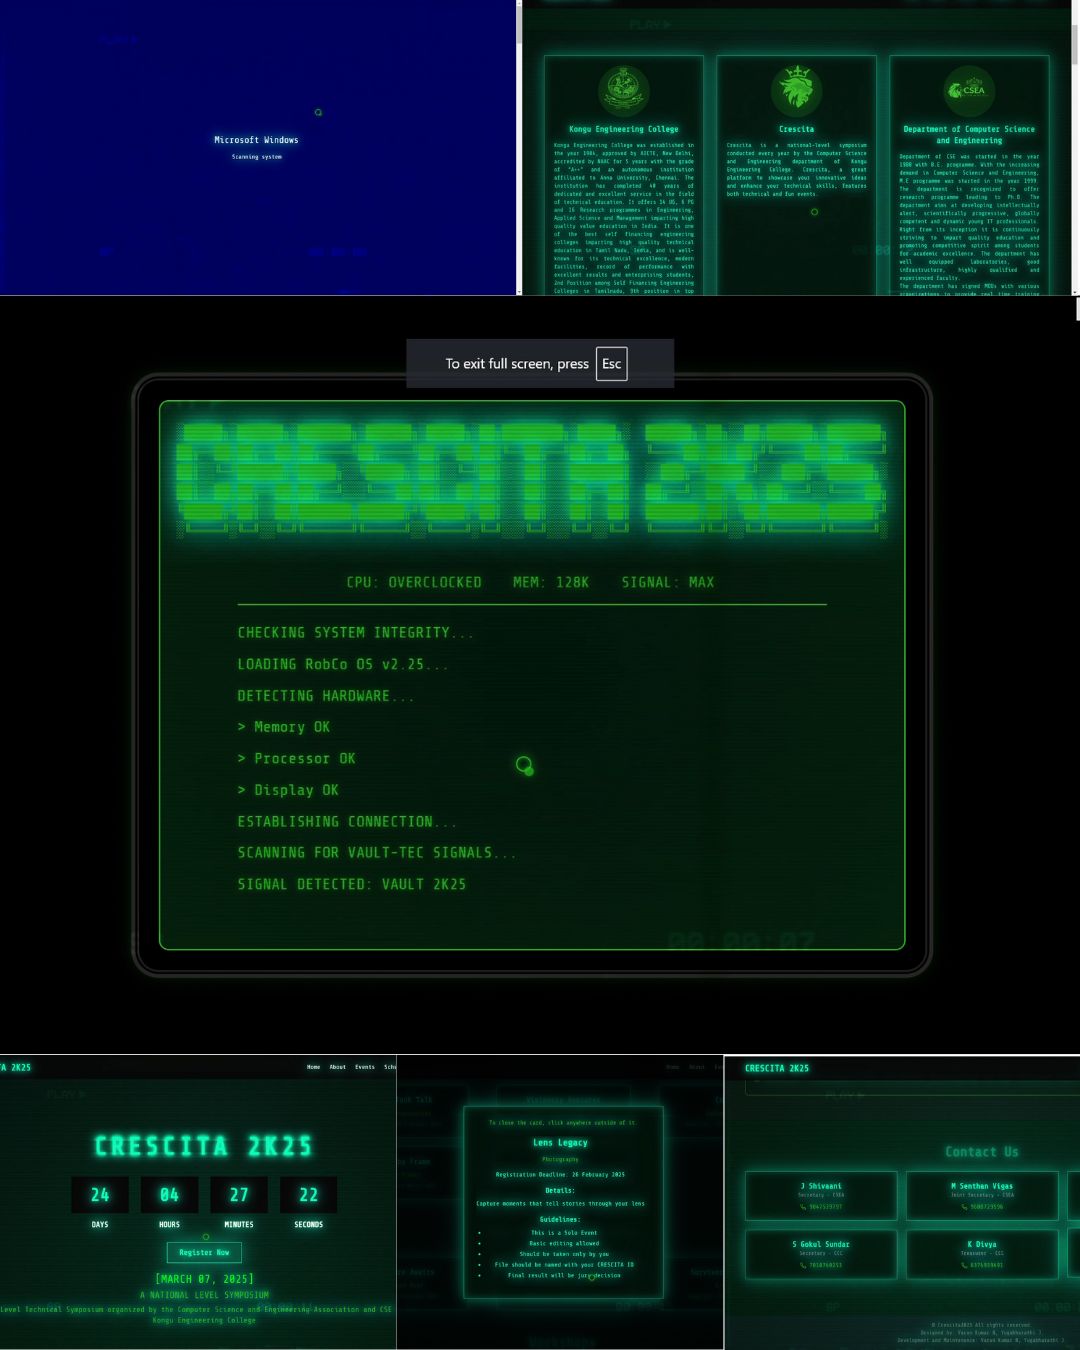 PLAY
Microsoft Windows
Scanning system
PLAY
Kongu Engineering College
Kongu Engineering College was established in
the year 1984, approved by AICTE, New Delhi,
accredited by NAAC for 5 years with the grade
of "A++" and an autonomous institution
affiliated to Anna University, Chennai. The
institution has completed 40 years of
dedicated and excellent service in the field
of technical education. It offers 14 UG, 6 PG
and 16 Research programmes in Engineering,
Applied Science and Management imparting high
quality value education in India. It is one
of the best self financing engineering
colleges imparting high quality technical
education in Tamil Nadu, India, and is well-
known for its technical excellence, modern
facilities, record of performance with
excellent results and enterprising students,
2nd Position among Self Financing Engineering
Colleges in Tamilnadu, 9th position in top
Crescita
Crescita is a national-level symposium
conducted every year by the Computer Science
and Engineering department of Kongu
Engineering College. Crescita, a great
platform to showcase your innovative ideas
and enhance your technical skills, features
both technical and fun events.
CSEA
Department of Computer Science
and Engineering
Department of CSE was started in the year
1988 with B.E. programme. With the increasing
demand in Computer Science and Engineering,
M.E programme was started in the year 1999.
The department is recognized to offer
research programme leading to Ph.D. The
department aims at developing intellectually
alert, scientifically progressive, globally
competent and dynamic young IT professionals.
Right from its inception it is continuously
striving to impart quality education and
promoting competitive spirit among students
for academic excellence. The department has
well equipped laboratories, good
infrastructure, highly qualified and
experienced faculty.
The department has signed MOUs with various
organizations to provide real time training
To exit full screen, press Esc
CRESCITA 2K25
CPU: OVERCLOCKED MEM: 128K SIGNAL: MAX
CHECKING SYSTEM INTEGRITY...
LOADING RobCo OS v2.25...
DETECTING HARDWARE...
> Memory OK
> Processor OK
> Display OK
ESTABLISHING CONNECTION...
SCANNING FOR VAULT-TEC SIGNALS...
SIGNAL DETECTED: VAULT 2K25
00:00:07
TA 2K25
Home About Events Sch
PLAY
CRESCITA 2K25
24 04 27 22
DAYS HOURS MINUTES SECONDS
Register Now
[MARCH 07, 2025]
A NATIONAL LEVEL SYMPOSIUM
Level Technical Symposium organized by the Computer Science and Engineering Association and CSE
Kongu Engineering College
To close the card, click anywhere outside of it
Lens Legacy
Photography
Registration Deadline: 26 February 2025
Details:
Capture moments that tell stories through your lens
Guidelines:
• This is a Solo Event
• Basic editing allowed
• Should be taken only by you
• File should be named with your CRESCITA ID
• Final result will be jury decision
CRESCITA 2K25
PLAY
Contact Us
J Shivaani
Secretary - CSEA
M Senthan Vigas
Joint Secretary - CSEA
S Gokul Sundar
Secretary - CCC
K Divya
Treasurer - CCC
SP
© Crescita2K25 All rights reserved.
Designed by: Varun Kumar N, Yugabharathi J.
Development and Maintenance: Varun Kumar N, Yugabharathi J.